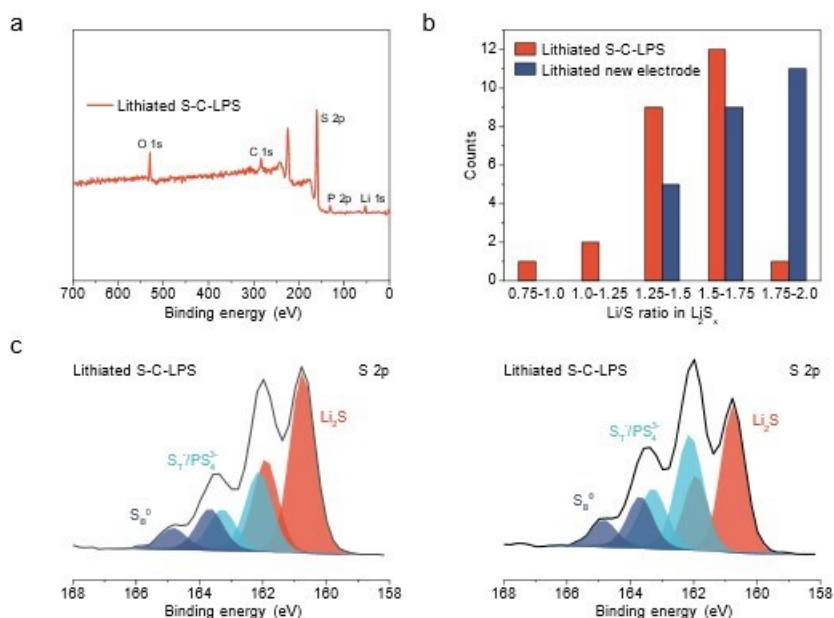 a
Lithiated S-C-LPS
O 1s
C 1s
S 2p
P 2p
Li 1s
700 600 500 400 300 200 100 0
Binding energy (eV)
b
Lithiated S-C-LPS
Lithiated new electrode
Counts
12
10
8
6
4
2
0
0.75-1.0 1.0-1.25 1.25-1.5 1.5-1.75 1.75-2.0
Li/S ratio in Li₂Sₓ
c
Lithiated S-C-LPS
S 2p
Li₂S
S_T⁻/PS₄³⁻
S₈⁰
168 166 164 162 160 158
Binding energy (eV)
Lithiated S-C-LPS
S 2p
Li₂S
S_T⁻/PS₄³⁻
S₈⁰
168 166 164 162 160 158
Binding energy (eV)